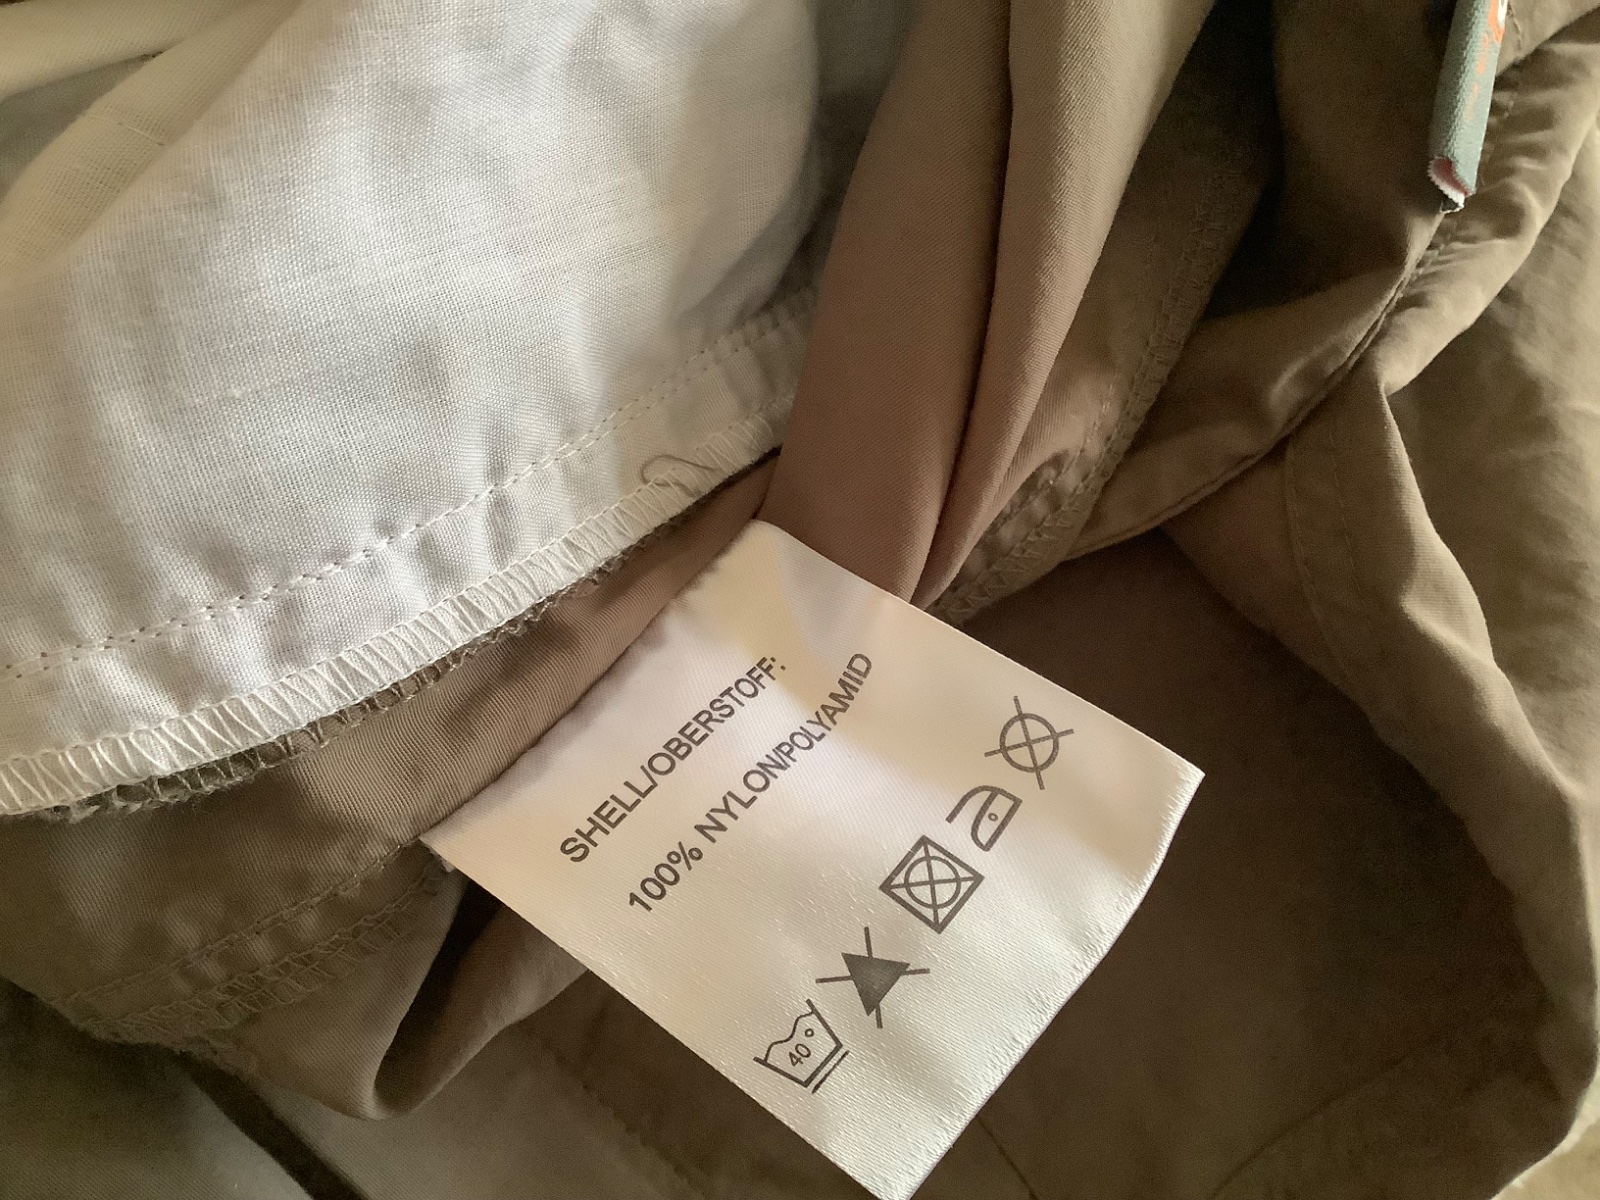 SHELL/OBERSTOFF:
100% NYLON/POLYAMID
40°